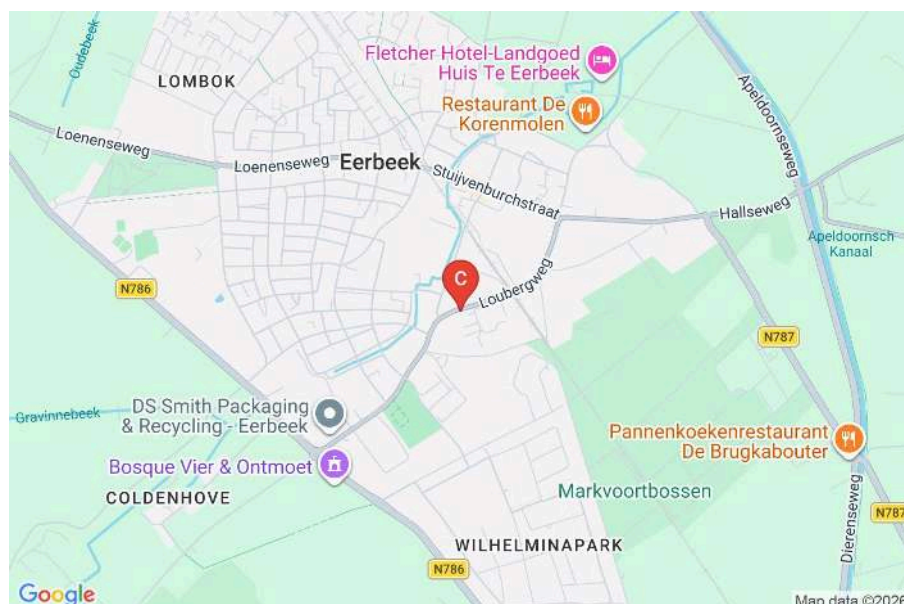 Fletcher Hotel-Landgoed
Huis Te Eerbeek
Oudebeek
LOMBOK
Restaurant De
Korenmolen
Apeldoornseweg
Loenenseweg
Loenenseweg
Eerbeek
Stuijvenburchstraat
Hallseweg
Apeldoornsch
Kanaal
C
Loubergweg
N786
N787
Gravinnebeek
DS Smith Packaging
& Recycling - Eerbeek
Pannenkoekenrestaurant
De Brugkabouter
Bosque Vier & Ontmoet
COLDENHOVE
Markvoortbossen
N787
Dierenseweg
WILHELMINAPARK
N786
Google
Map data ©2026